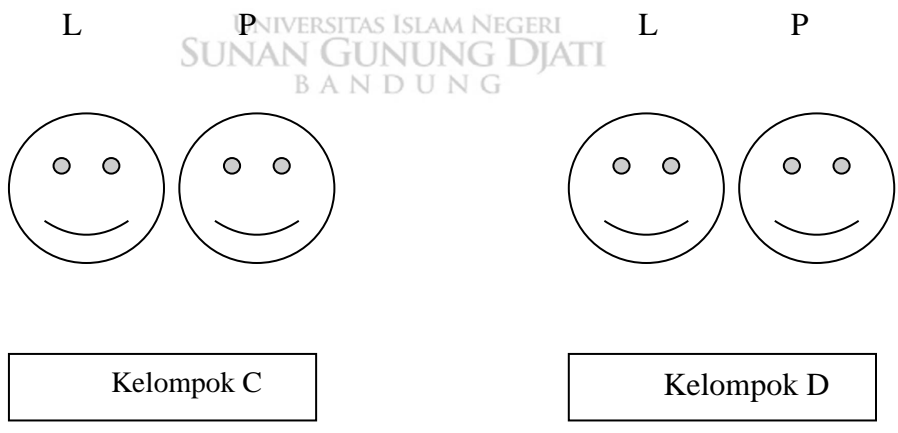 L P L P
UNIVERSITAS ISLAM NEGERI
SUNAN GUNUNG DJATI
BANDUNG
Kelompok C Kelompok D